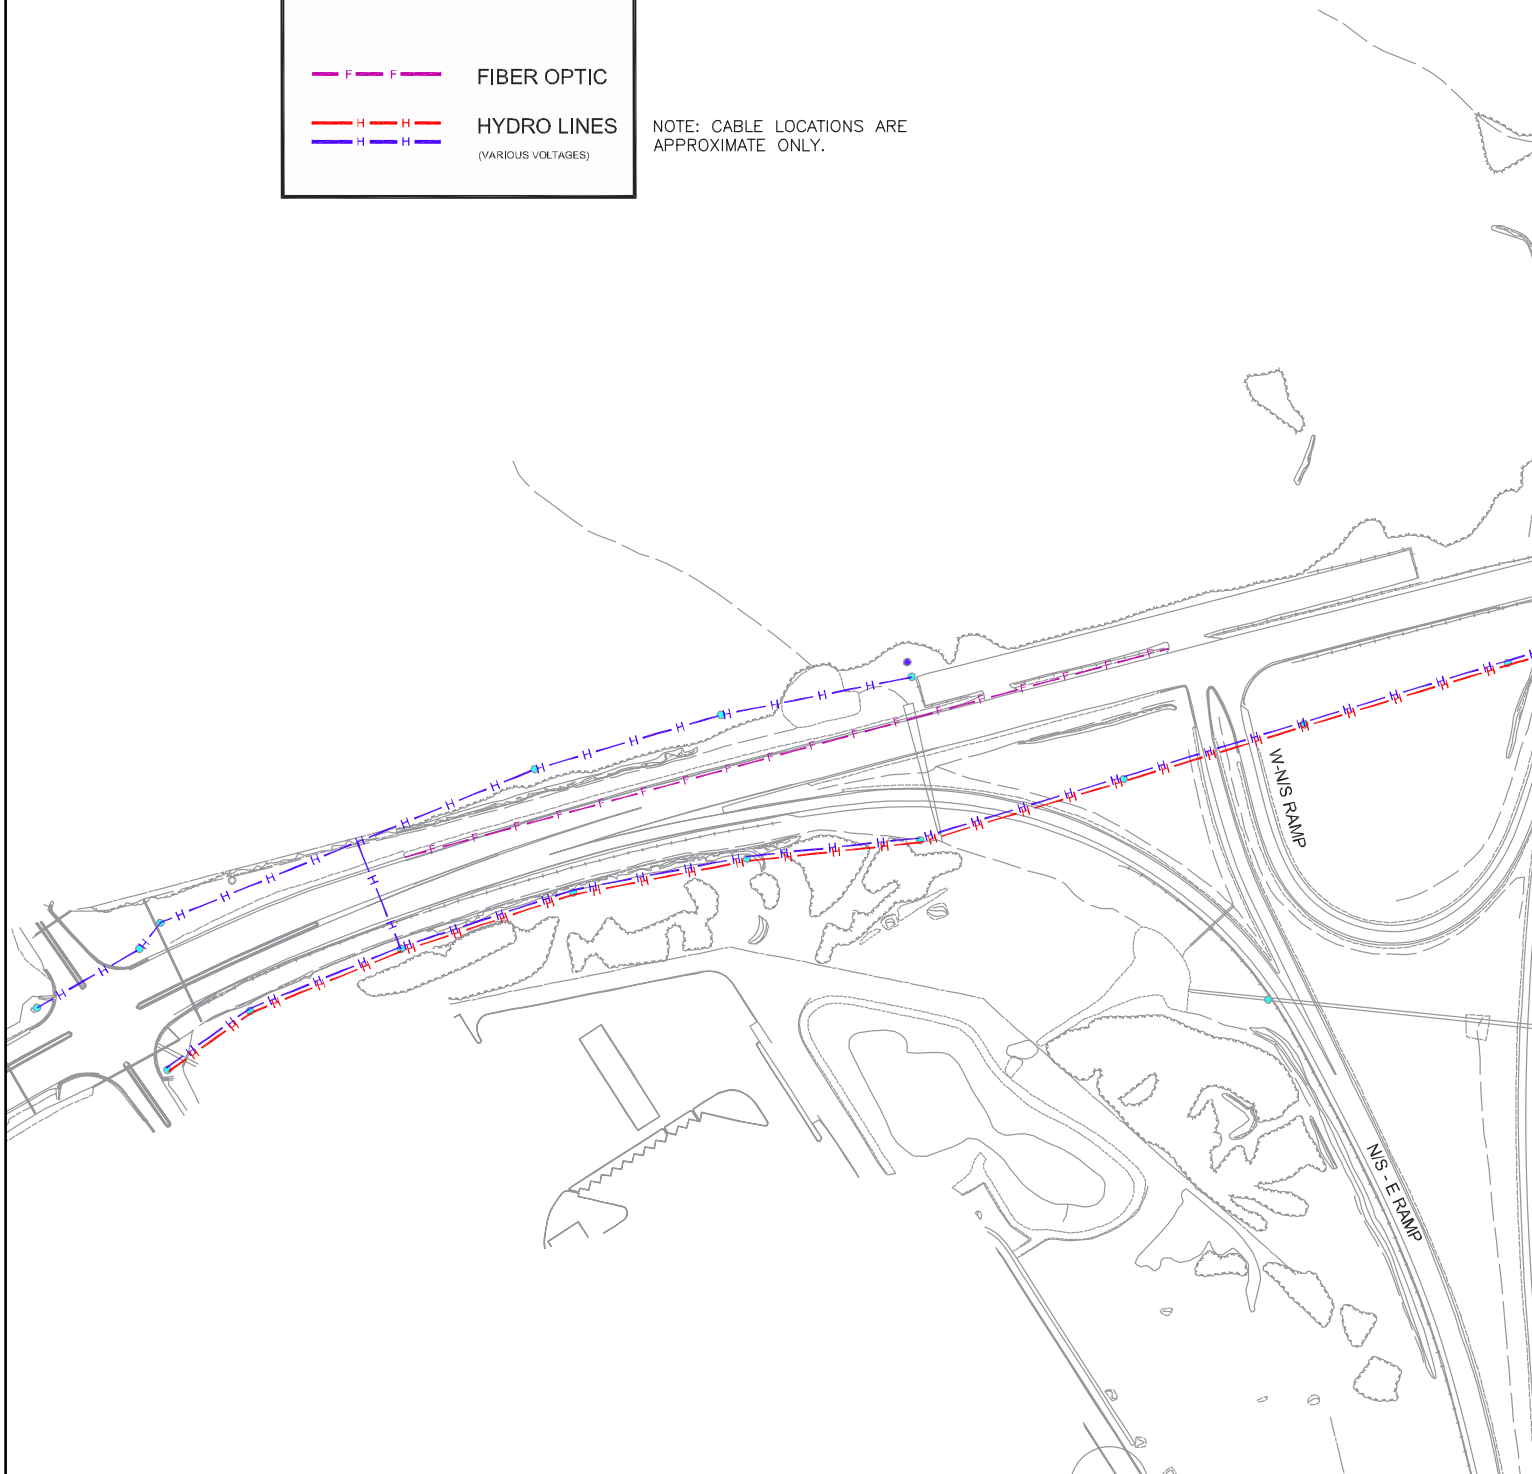 F F FIBER OPTIC
H H HYDRO LINES
H H (VARIOUS VOLTAGES)
NOTE: CABLE LOCATIONS ARE
APPROXIMATE ONLY.
W-N/S RAMP
N/S - E RAMP